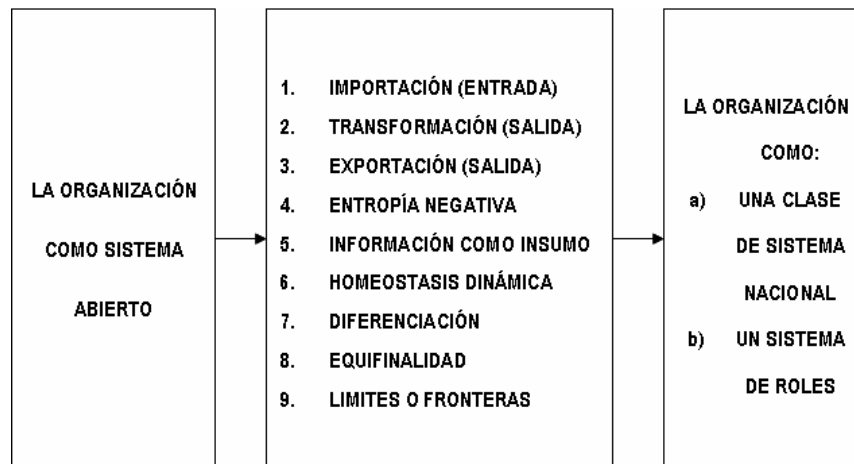 LA ORGANIZACIÓN
COMO SISTEMA
ABIERTO
1. IMPORTACIÓN (ENTRADA)
2. TRANSFORMACIÓN (SALIDA)
3. EXPORTACIÓN (SALIDA)
4. ENTROPÍA NEGATIVA
5. INFORMACIÓN COMO INSUMO
6. HOMEOSTASIS DINÁMICA
7. DIFERENCIACIÓN
8. EQUIFINALIDAD
9. LIMITES O FRONTERAS
LA ORGANIZACIÓN
COMO:
a) UNA CLASE
DE SISTEMA
NACIONAL
b) UN SISTEMA
DE ROLES